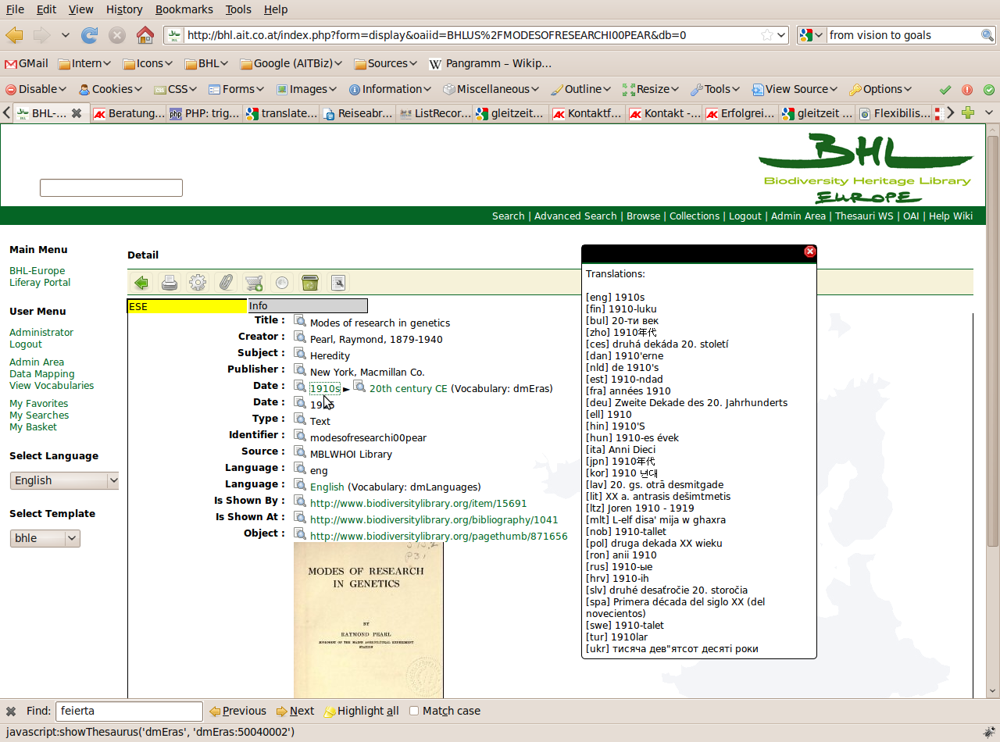 File Edit View History Bookmarks Tools Help
http://bhl.ait.co.at/index.php?form=display&oaiid=BHLUS%2FMODESOFRESEARCHI00PEAR&db=0 from vision to goals
GMail Intern Icons BHL Google (AITBiz) Sources W Pangramm – Wikip...
Disable Cookies CSS Forms Images Information Miscellaneous Outline Resize Tools View Source Options
BHL-... Beratung... PHP: trig... translate... Reiseabr... ListRecor... gleitzeit... Kontaktf... Kontakt -... Erfolgrei... gleitzeit ... Flexibilis...
BHL
Biodiversity Heritage Library
EUROPE
Search | Advanced Search | Browse | Collections | Logout | Admin Area | Thesauri WS | OAI | Help Wiki
Main Menu
BHL-Europe
Liferay Portal
User Menu
Administrator
Logout
Admin Area
Data Mapping
View Vocabularies
My Favorites
My Searches
My Basket
Select Language
English
Select Template
bhle
Detail
ESE Info
Title : Modes of research in genetics
Creator : Pearl, Raymond, 1879-1940
Subject : Heredity
Publisher : New York, Macmillan Co.
Date : 1910s ► 20th century CE (Vocabulary: dmEras)
Date :
Type : Text
Identifier : modesofresearchi00pear
Source : MBLWHOI Library
Language : eng
Language : English (Vocabulary: dmLanguages)
Is Shown By : http://www.biodiversitylibrary.org/item/15691
Is Shown At : http://www.biodiversitylibrary.org/bibliography/1041
Object : http://www.biodiversitylibrary.org/pagethumb/871656
MODES OF RESEARCH
IN GENETICS
BY
RAYMOND PEARL
BIOLOGIST OF THE MAINE AGRICULTURAL EXPERIMENT
STATION
Translations:
[eng] 1910s
[fin] 1910-luku
[bul] 20-ти век
[zho] 1910年代
[ces] druhá dekáda 20. století
[dan] 1910'erne
[nld] de 1910's
[est] 1910-ndad
[fra] années 1910
[deu] Zweite Dekade des 20. Jahrhunderts
[ell] 1910
[hin] 1910'S
[hun] 1910-es évek
[ita] Anni Dieci
[jpn] 1910年代
[kor] 1910 년대
[lav] 20. gs. otrā desmitgade
[lit] XX a. antrasis dešimtmetis
[ltz] Joren 1910 - 1919
[mlt] L-elf disa' mija w għaxra
[nob] 1910-tallet
[pol] druga dekada XX wieku
[ron] anii 1910
[rus] 1910-ые
[hrv] 1910-ih
[slv] druhé desaťročie 20. storočia
[spa] Primera década del siglo XX (del
novecientos)
[swe] 1910-talet
[tur] 1910lar
[ukr] тисяча дев"ятсот десяті роки
Find: feierta Previous Next Highlight all Match case
javascript:showThesaurus('dmEras', 'dmEras:50040002')